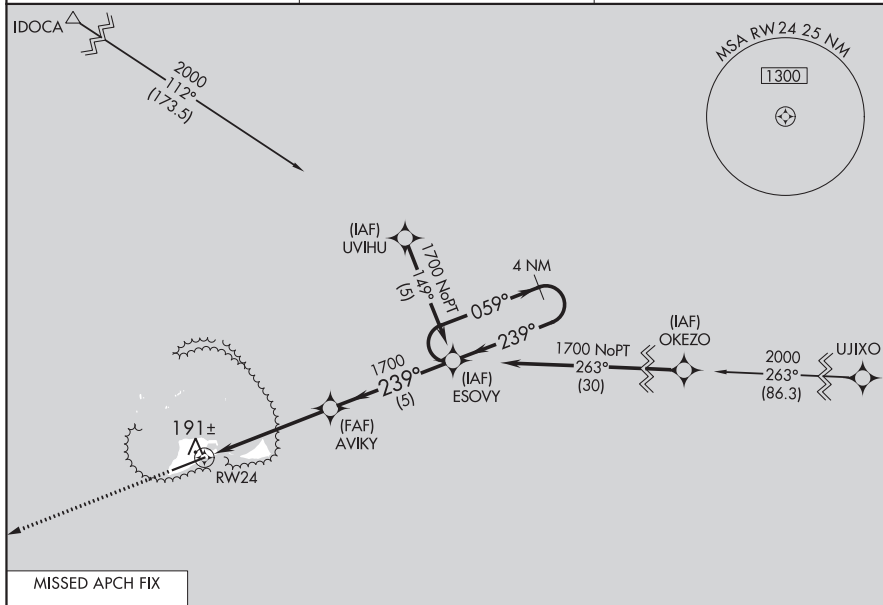 IDOCA
2000
112°
(173.5)
MSA RW24 25 NM
1300
(IAF)
UVIHU
1700 NoPT
149°
(5)
4 NM
059°
239°
(IAF)
ESOVY
1700 NoPT
263°
(30)
(IAF)
OKEZO
UJIXO
2000
263°
(86.3)
1700
239°
(5)
(FAF)
AVIKY
191±
RW24
MISSED APCH FIX